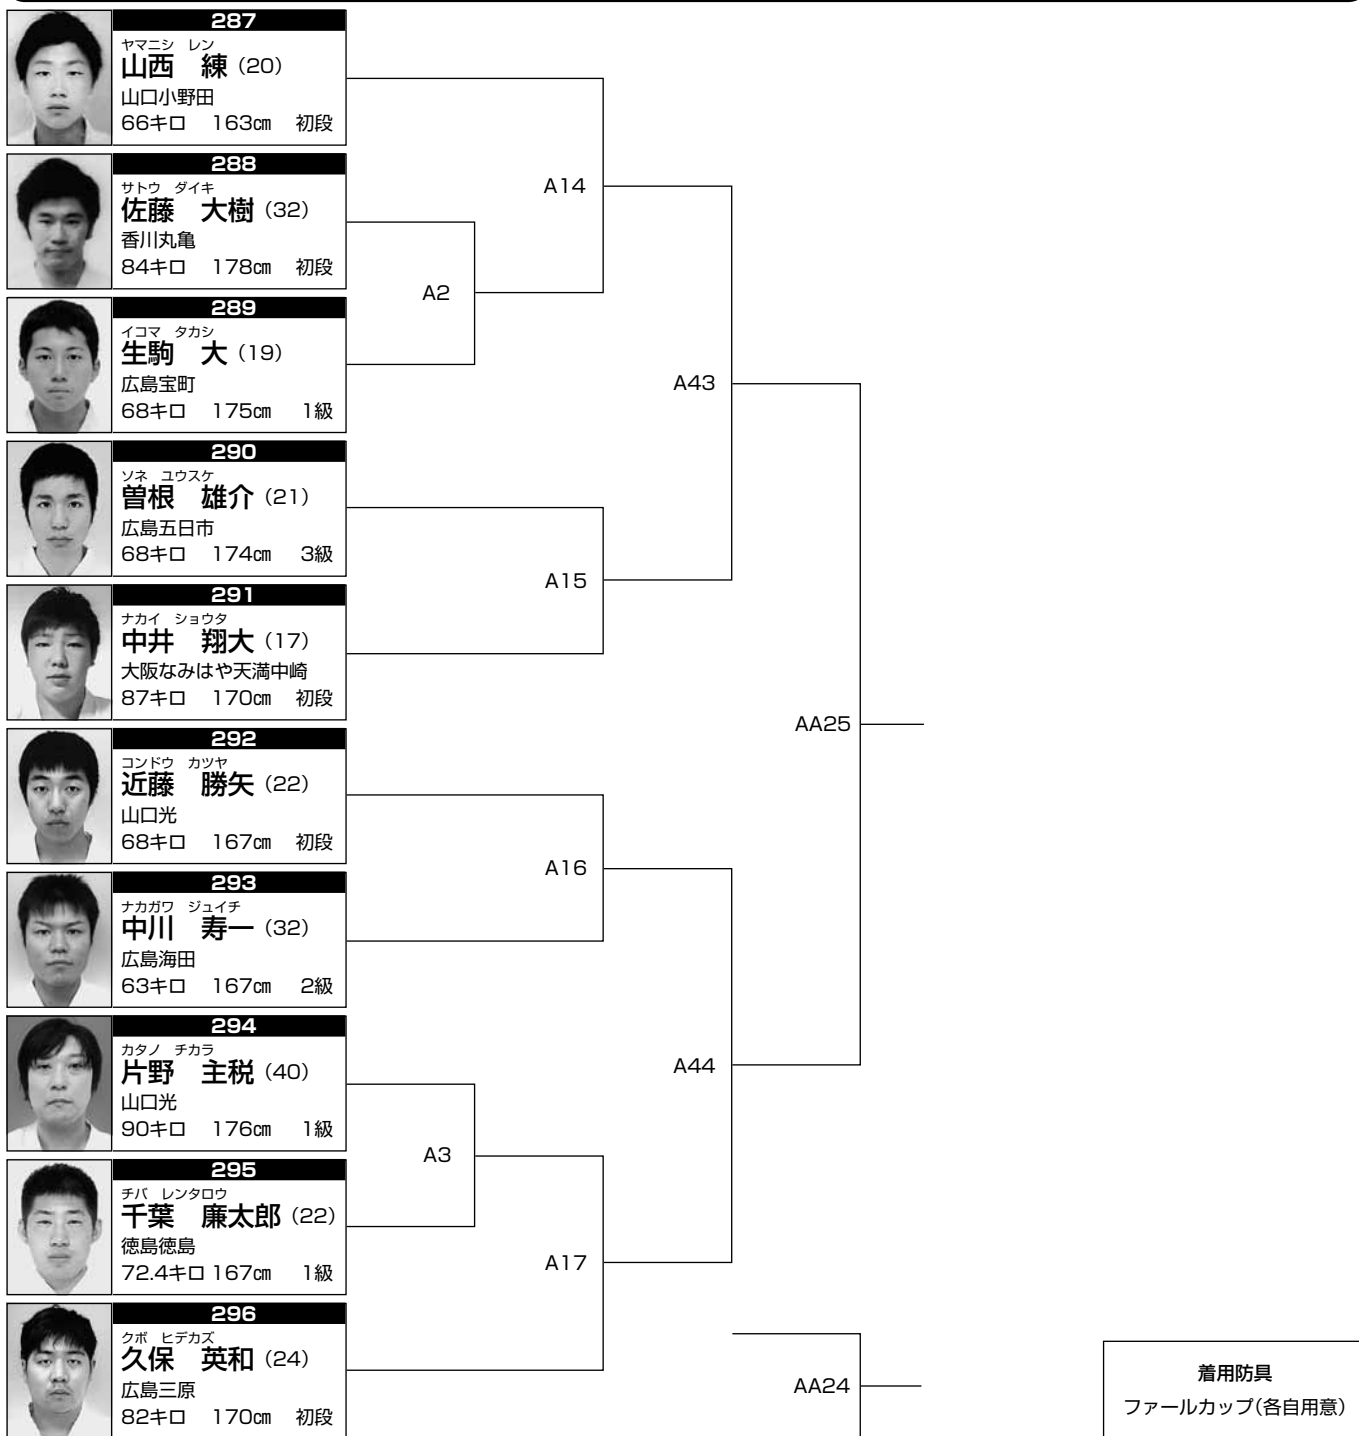 287
ヤマニシ レン
山西 練（20）
山口小野田
66キロ 163㎝ 初段
288
サトウ ダイキ
佐藤 大樹（32）
香川丸亀
84キロ 178㎝ 初段
289
イコマ タカシ
生駒 大（19）
広島宝町
68キロ 175㎝ 1級
290
ソネ ユウスケ
曽根 雄介（21）
広島五日市
68キロ 174㎝ 3級
291
ナカイ ショウタ
中井 翔大（17）
大阪なみはや天満中崎
87キロ 170㎝ 初段
292
コンドウ カツヤ
近藤 勝矢（22）
山口光
68キロ 167㎝ 初段
293
ナカガワ ジュイチ
中川 寿一（32）
広島海田
63キロ 167㎝ 2級
294
カタノ チカラ
片野 主税（40）
山口光
90キロ 176㎝ 1級
295
チバ レンタロウ
千葉 廉太郎（22）
徳島徳島
72.4キロ 167㎝ 1級
296
クボ ヒデカズ
久保 英和（24）
広島三原
82キロ 170㎝ 初段
A2
A3
A14
A15
A16
A17
A43
A44
AA25
AA24
着用防具
ファールカップ（各自用意）